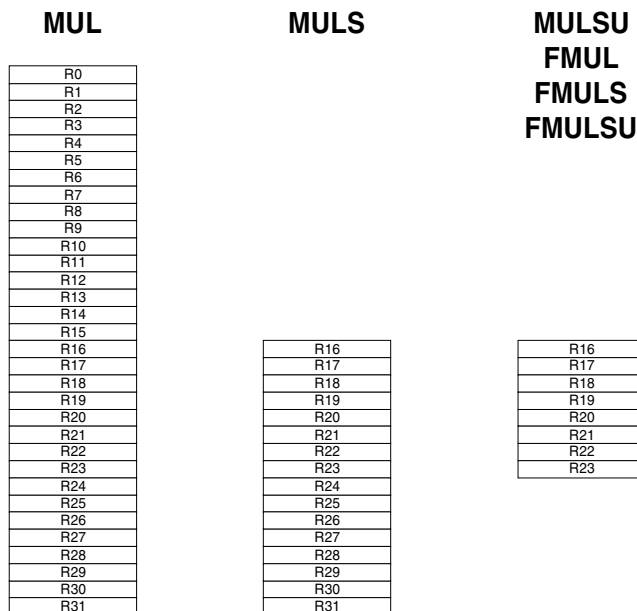 MUL
R0
R1
R2
R3
R4
R5
R6
R7
R8
R9
R10
R11
R12
R13
R14
R15
R16
R17
R18
R19
R20
R21
R22
R23
R24
R25
R26
R27
R28
R29
R30
R31
MULS
R16
R17
R18
R19
R20
R21
R22
R23
R24
R25
R26
R27
R28
R29
R30
R31
MULSU
FMUL
FMULS
FMULSU
R16
R17
R18
R19
R20
R21
R22
R23